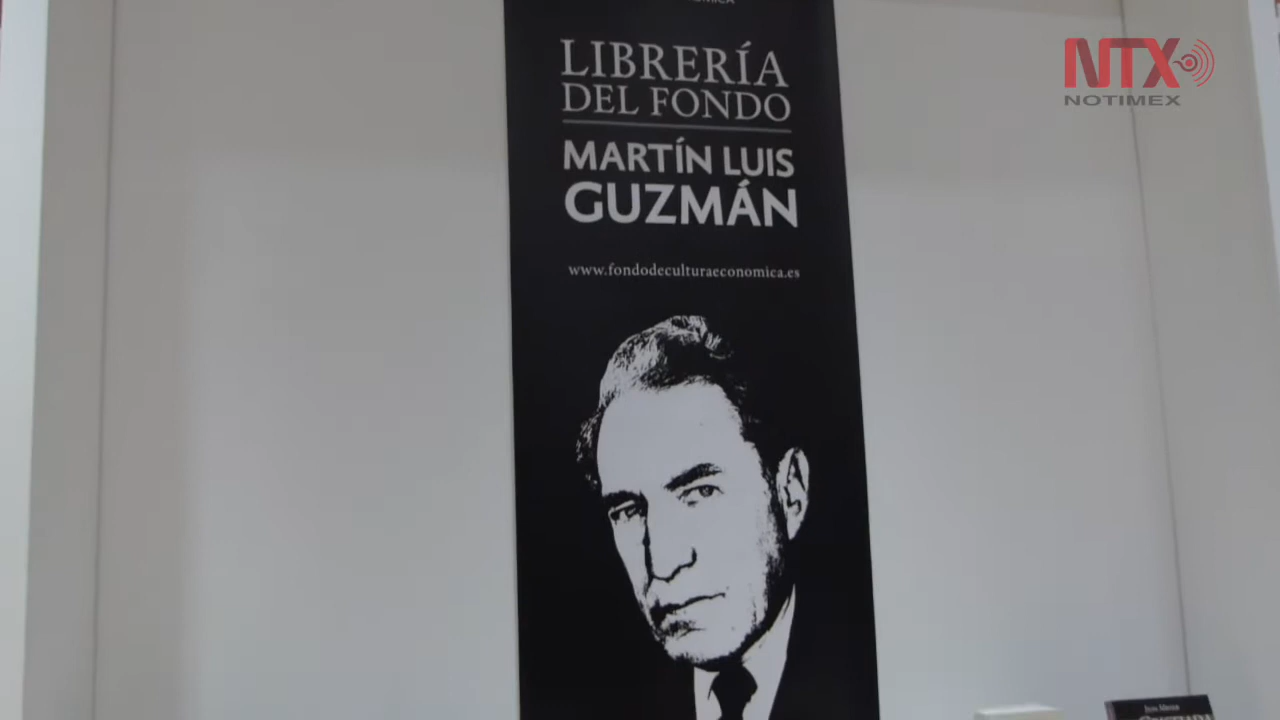 LIBRERÍA
DEL FONDO
MARTÍN LUIS
GUZMÁN
www.fondodeculturaeconomica.es
NTX
NOTIMEX